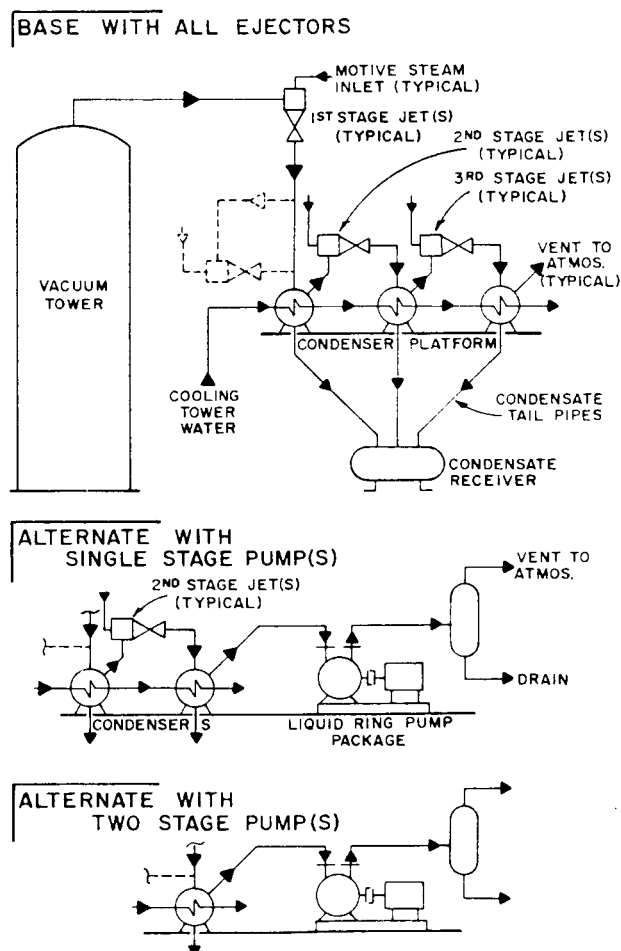 BASE WITH ALL EJECTORS
MOTIVE STEAM
INLET (TYPICAL)
1ST STAGE JET(S)
(TYPICAL)
2ND STAGE JET(S)
(TYPICAL)
3RD STAGE JET(S)
(TYPICAL)
VENT TO
ATMOS.
(TYPICAL)
VACUUM
TOWER
CONDENSER PLATFORM
COOLING
TOWER
WATER
CONDENSATE
TAIL PIPES
CONDENSATE
RECEIVER
ALTERNATE WITH
SINGLE STAGE PUMP(S)
2ND STAGE JET(S)
(TYPICAL)
VENT TO
ATMOS.
DRAIN
CONDENSERS
LIQUID RING PUMP
PACKAGE
ALTERNATE WITH
TWO STAGE PUMP(S)